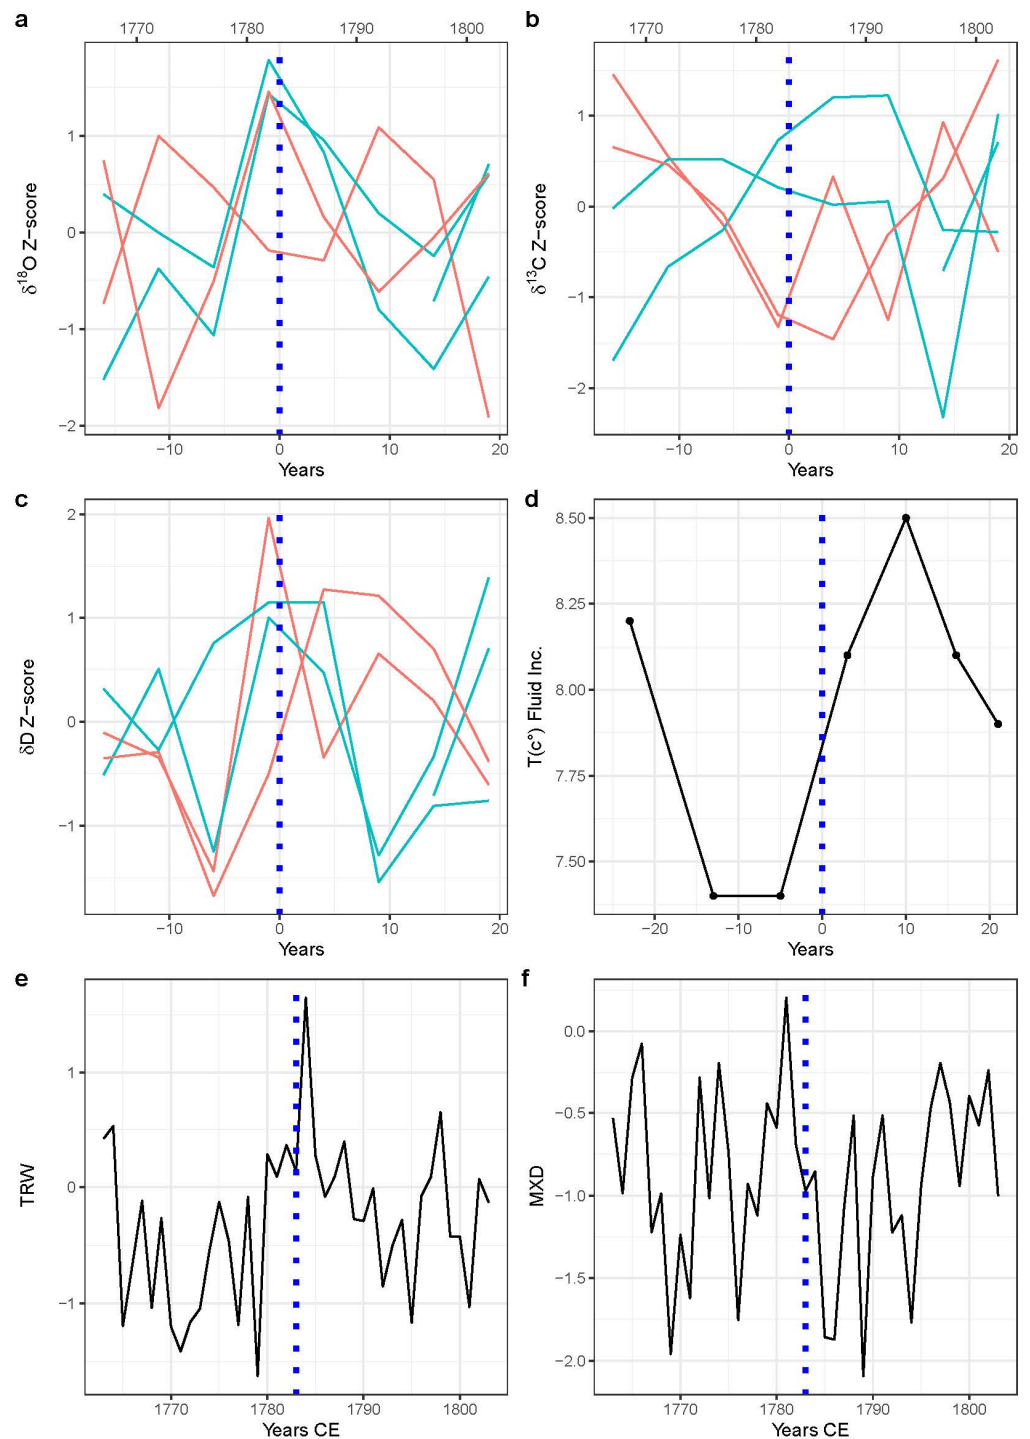 a
1770 1780 1790 1800
δ18O Z−score
1
0
−1
−2
−10 0 10 20
Years
b
1770 1780 1790 1800
δ13C Z−score
1
0
−1
−2
−10 0 10 20
Years
c
δD Z−score
2
1
0
−1
−10 0 10 20
Years
d
T(c°) Fluid Inc.
8.50
8.25
8.00
7.75
7.50
−20 −10 0 10 20
Years
e
TRW
1
0
−1
1770 1780 1790 1800
Years CE
f
MXD
0.0
−0.5
−1.0
−1.5
−2.0
1770 1780 1790 1800
Years CE